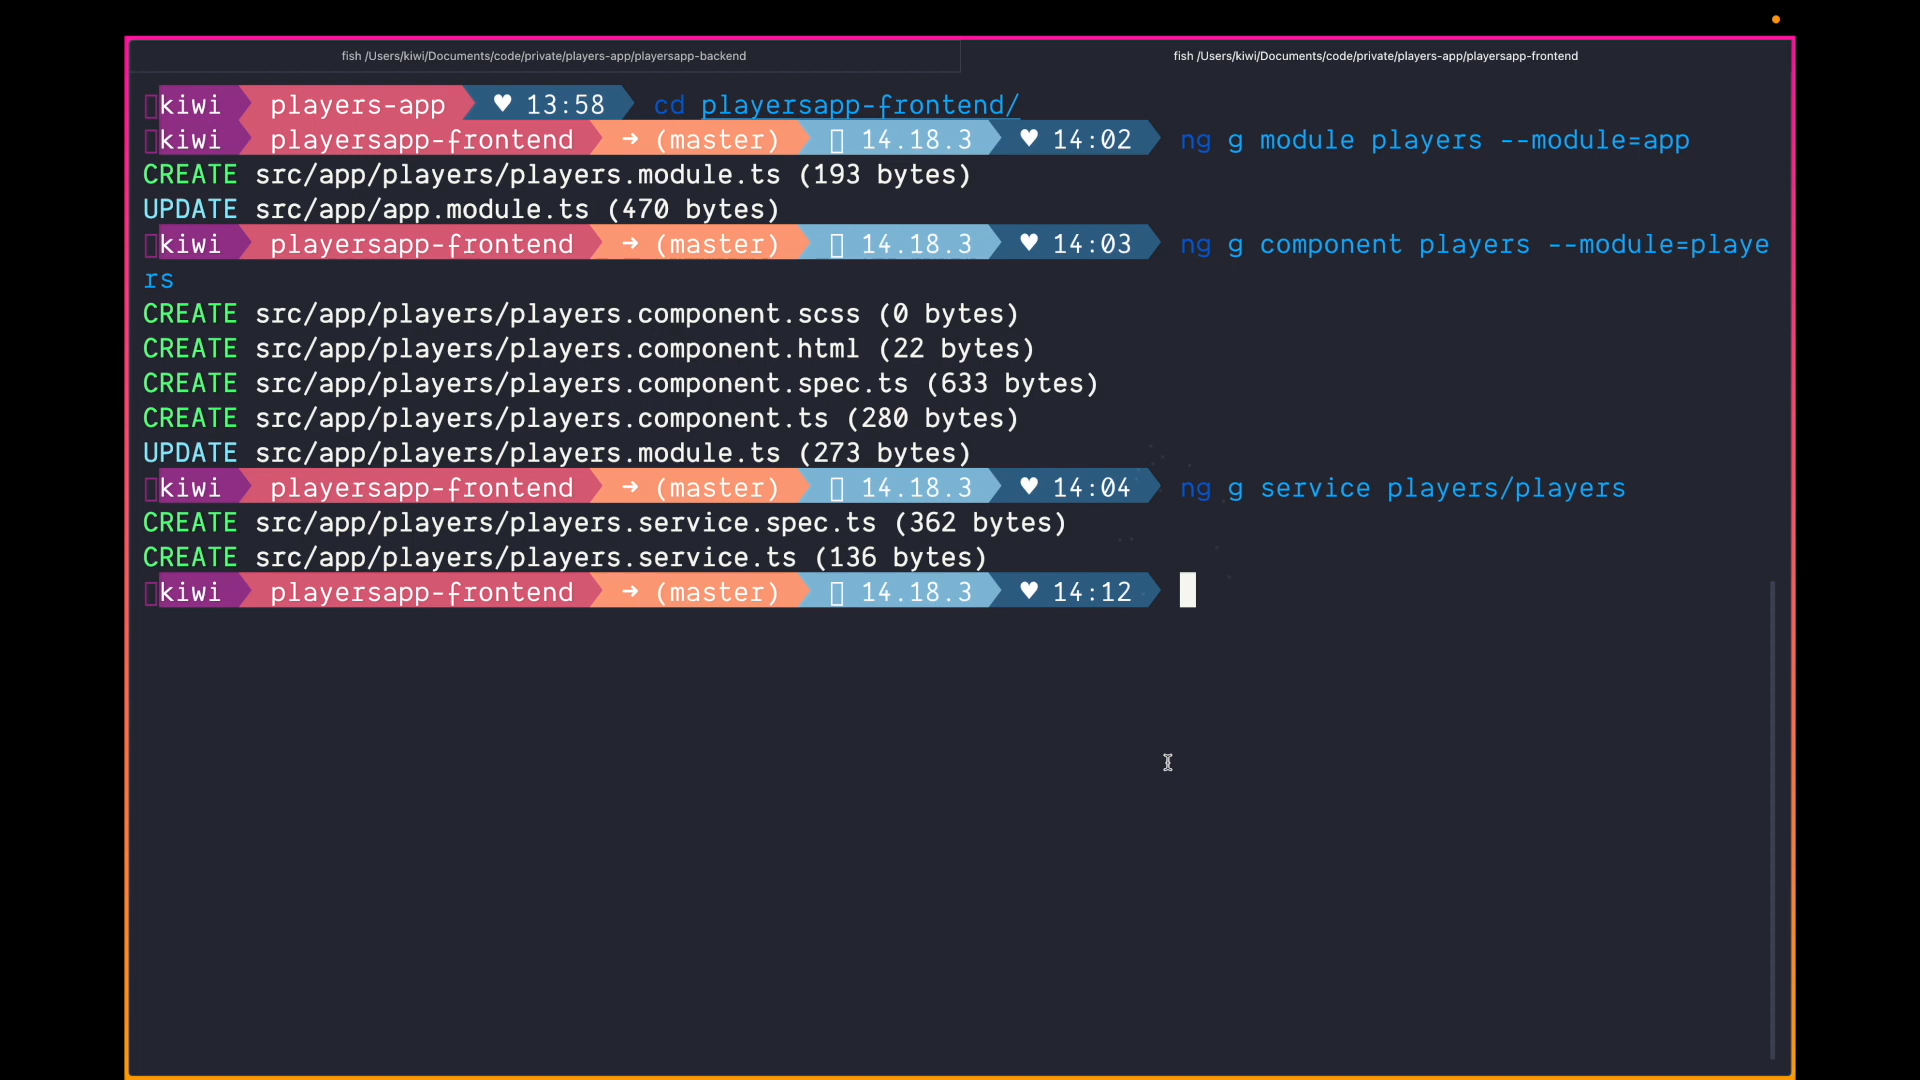 fish /Users/kiwi/Documents/code/private/players-app/playersapp-backend
fish /Users/kiwi/Documents/code/private/players-app/playersapp-frontend
kiwi players-app ♥ 13:58 cd playersapp-frontend/
kiwi playersapp-frontend → (master) 14.18.3 ♥ 14:02 ng g module players --module=app
CREATE src/app/players/players.module.ts (193 bytes)
UPDATE src/app/app.module.ts (470 bytes)
kiwi playersapp-frontend → (master) 14.18.3 ♥ 14:03 ng g component players --module=playe
rs
CREATE src/app/players/players.component.scss (0 bytes)
CREATE src/app/players/players.component.html (22 bytes)
CREATE src/app/players/players.component.spec.ts (633 bytes)
CREATE src/app/players/players.component.ts (280 bytes)
UPDATE src/app/players/players.module.ts (273 bytes)
kiwi playersapp-frontend → (master) 14.18.3 ♥ 14:04 ng g service players/players
CREATE src/app/players/players.service.spec.ts (362 bytes)
CREATE src/app/players/players.service.ts (136 bytes)
kiwi playersapp-frontend → (master) 14.18.3 ♥ 14:12